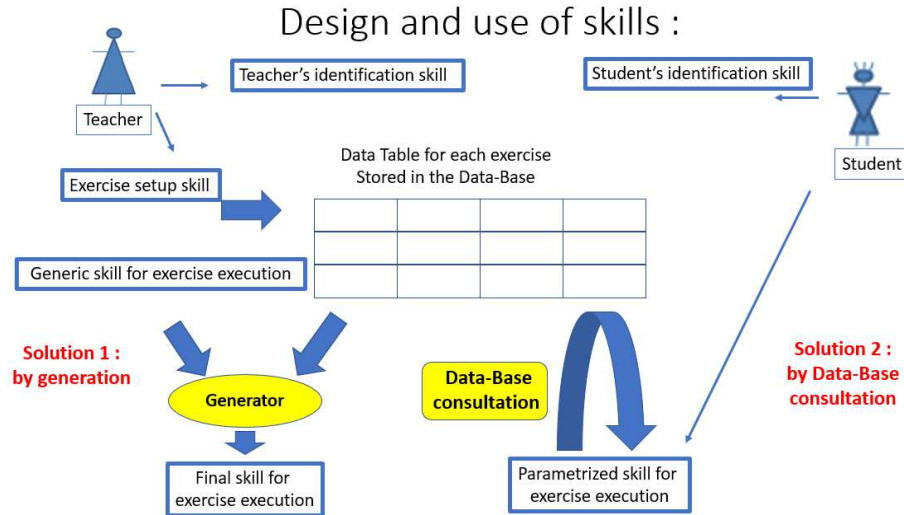 Design and use of skills :
Teacher's identification skill
Student's identification skill
Teacher
Student
Data Table for each exercise
Stored in the Data-Base
Exercise setup skill
Generic skill for exercise execution
Solution 1 :
by generation
Generator
Data-Base
consultation
Solution 2 :
by Data-Base
consultation
Final skill for
exercise execution
Parametrized skill for
exercise execution